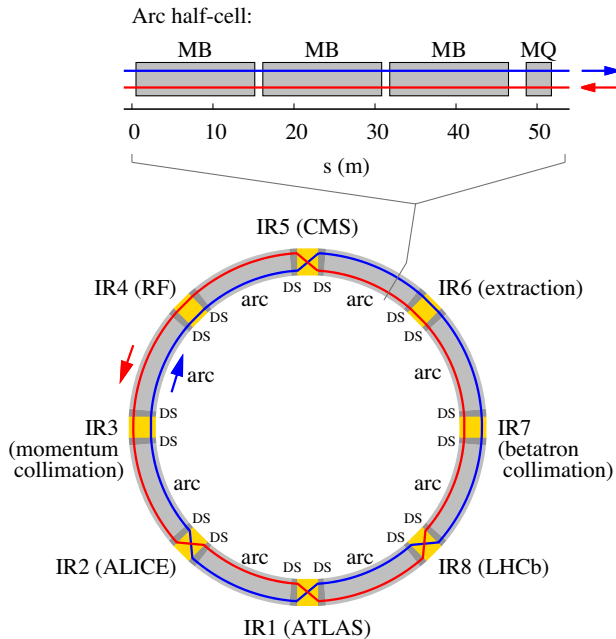 Arc half-cell:
MB MB MB MQ
0 10 20 30 40 50
s (m)
IR5 (CMS)
IR4 (RF)
DS DS
IR6 (extraction)
arc arc
DS DS
DS DS
arc arc
IR3
(momentum
collimation)
DS DS
DS DS
IR7
(betatron
collimation)
arc arc
DS DS
DS DS
IR2 (ALICE)
arc arc
IR8 (LHCb)
DS DS
IR1 (ATLAS)